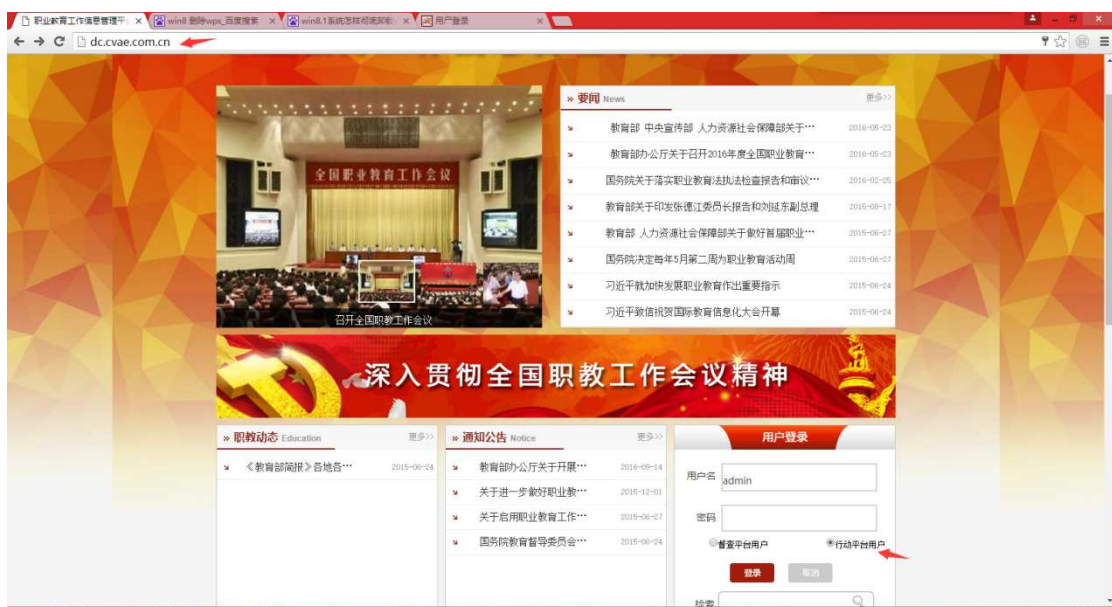 职业教育工作信息管理平
win8 删除wps_百度搜索
win8.1系统怎样彻底卸载
用户登录
dc.cvae.com.cn
» 要闻 News 更多>>
教育部 中央宣传部 人力资源社会保障部关于… 2016-05-23
教育部办公厅关于召开2016年度全国职业教育… 2016-05-23
国务院关于落实职业教育法执法检查报告和审议… 2016-02-25
教育部关于印发张德江委员长报告和刘延东副总理 2015-08-17
教育部 人力资源社会保障部关于做好首届职业… 2015-06-27
国务院决定每年5月第二周为职业教育活动周 2015-06-27
习近平就加快发展职业教育作出重要指示 2015-06-24
习近平致信祝贺国际教育信息化大会开幕 2015-06-24
全国职业教育工作会议
召开全国职教工作会议
深入贯彻全国职教工作会议精神
» 职教动态 Education 更多>>
《教育部简报》各地各… 2015-06-24
» 通知公告 Notice 更多>>
教育部办公厅关于开展… 2016-09-14
关于进一步做好职业教… 2015-12-01
关于启用职业教育工作… 2015-06-27
国务院教育督导委员会… 2015-06-24
用户登录
用户名 admin
密码
督查平台用户 行动平台用户
登录 取消
检索